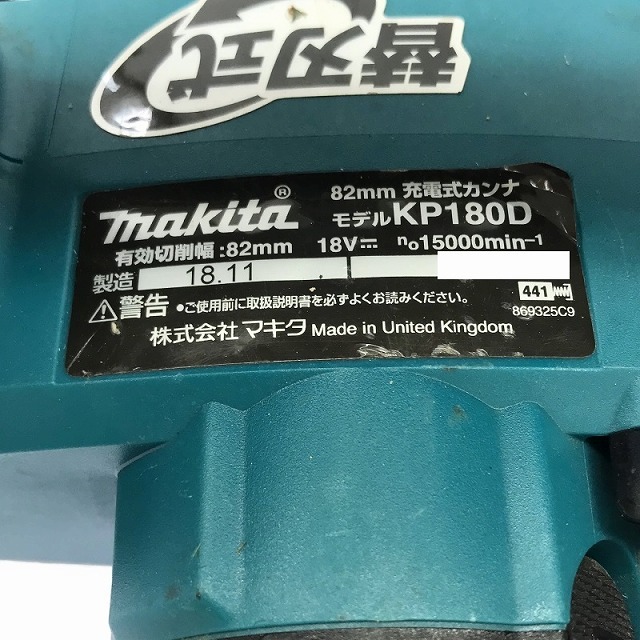 替刃式
makita®
82mm 充電式カンナ
モデルKP180D
有効切削幅:82mm 18V⎓ n₀15000min-1
製造 18.11
⚠警告 •ご使用前に取扱説明書を必ずよくお読みください。
441
869325C9
株式会社 マキタ Made in United Kingdom